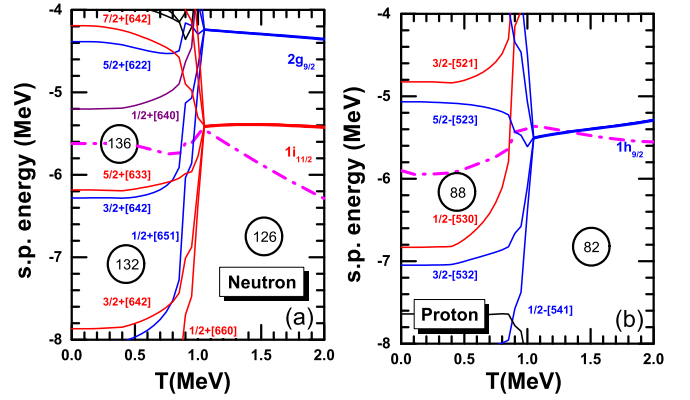 -4
-5
-6
-7
-8
s.p. energy (MeV)
7/2+[642]
5/2+[622]
1/2+[640]
136
5/2+[633]
3/2+[642]
1/2+[651]
132
3/2+[642]
1/2+[660]
2g9/2
1i11/2
126
Neutron
(a)
0.0 0.5 1.0 1.5 2.0
T(MeV)
-4
-5
-6
-7
-8
s.p. energy (MeV)
3/2-[521]
5/2-[523]
88
1/2-[530]
3/2-[532]
1/2-[541]
1h9/2
82
Proton
(b)
0.0 0.5 1.0 1.5 2.0
T(MeV)